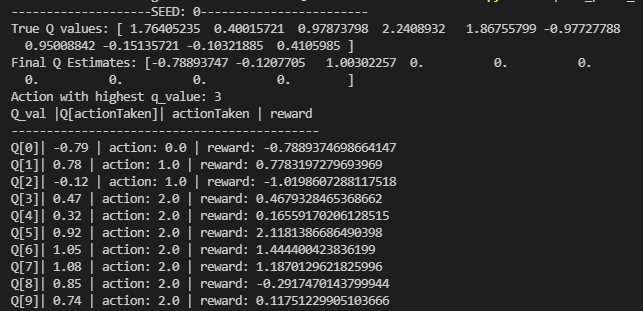 --------------------SEED: 0------------------------
True Q values: [ 1.76405235 0.40015721 0.97873798 2.2408932 1.86755799 -0.97727788
0.95008842 -0.15135721 -0.10321885 0.4105985 ]
Final Q Estimates: [-0.78893747 -0.1207705 1.00302257 0. 0. 0.
0. 0. 0. 0. ]
Action with highest q_value: 3
Q_val |Q[actionTaken]| actionTaken | reward
--------------------------------------------
Q[0]| -0.79 | action: 0.0 | reward: -0.7889374698664147
Q[1]| 0.78 | action: 1.0 | reward: 0.7783197279693969
Q[2]| -0.12 | action: 1.0 | reward: -1.0198607288117518
Q[3]| 0.47 | action: 2.0 | reward: 0.4679328465368662
Q[4]| 0.32 | action: 2.0 | reward: 0.16559170206128515
Q[5]| 0.92 | action: 2.0 | reward: 2.1181386686490398
Q[6]| 1.05 | action: 2.0 | reward: 1.444400423836199
Q[7]| 1.08 | action: 2.0 | reward: 1.1870129621825996
Q[8]| 0.85 | action: 2.0 | reward: -0.2917470143799944
Q[9]| 0.74 | action: 2.0 | reward: 0.11751229905103666